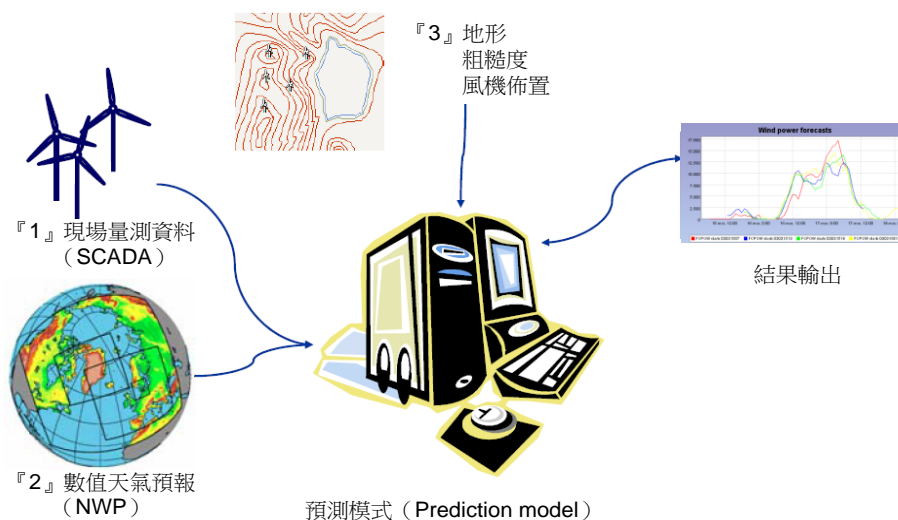 『3』地形
粗糙度
風機佈置
『1』現場量測資料
（SCADA）
Wind power forecasts
結果輸出
『2』數值天氣預報
（NWP）
預測模式（Prediction model）